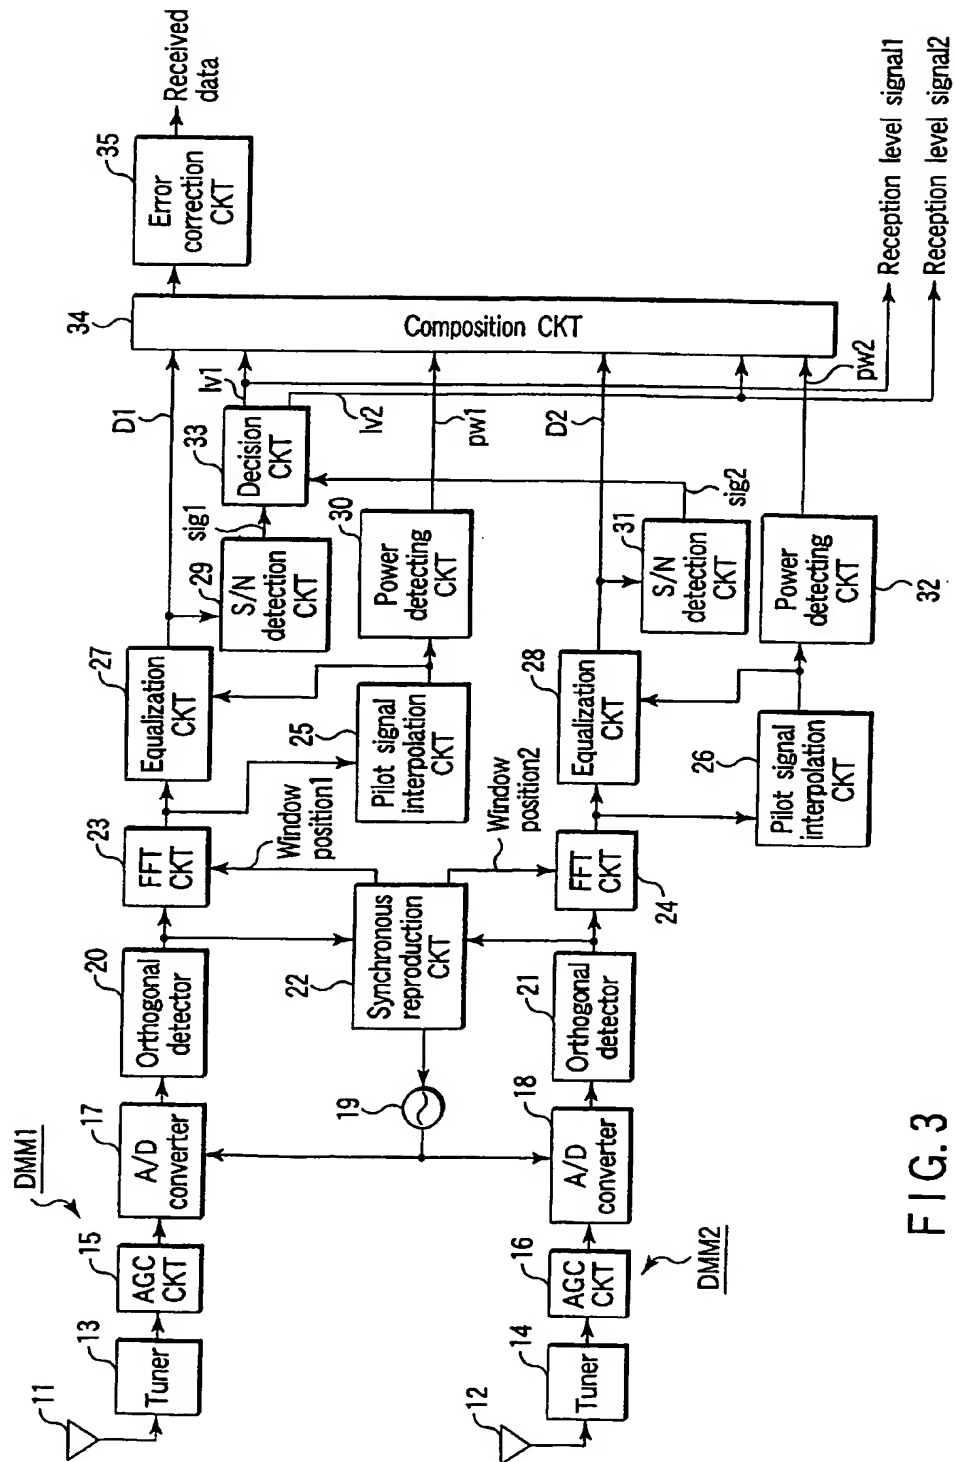 DMM1
11
13
Tuner
15
AGC
CKT
17
A/D
converter
20
Orthogonal
detector
23
FFT
CKT
27
Equalization
CKT
D1
29
S/N
detection
CKT
sig1
33
Decision
CKT
lv1
lv2
34
Composition CKT
35
Error
correction
CKT
Received
data
Window
position1
25
Pilot signal
interpolation
CKT
30
Power
detecting
CKT
pw1
19
22
Synchronous
reproduction
CKT
Window
position2
DMM2
12
14
Tuner
16
AGC
CKT
18
A/D
converter
21
Orthogonal
detector
24
FFT
CKT
28
Equalization
CKT
D2
31
S/N
detection
CKT
sig2
26
Pilot signal
interpolation
CKT
32
Power
detecting
CKT
pw2
Reception level signal1
Reception level signal2
FIG.3